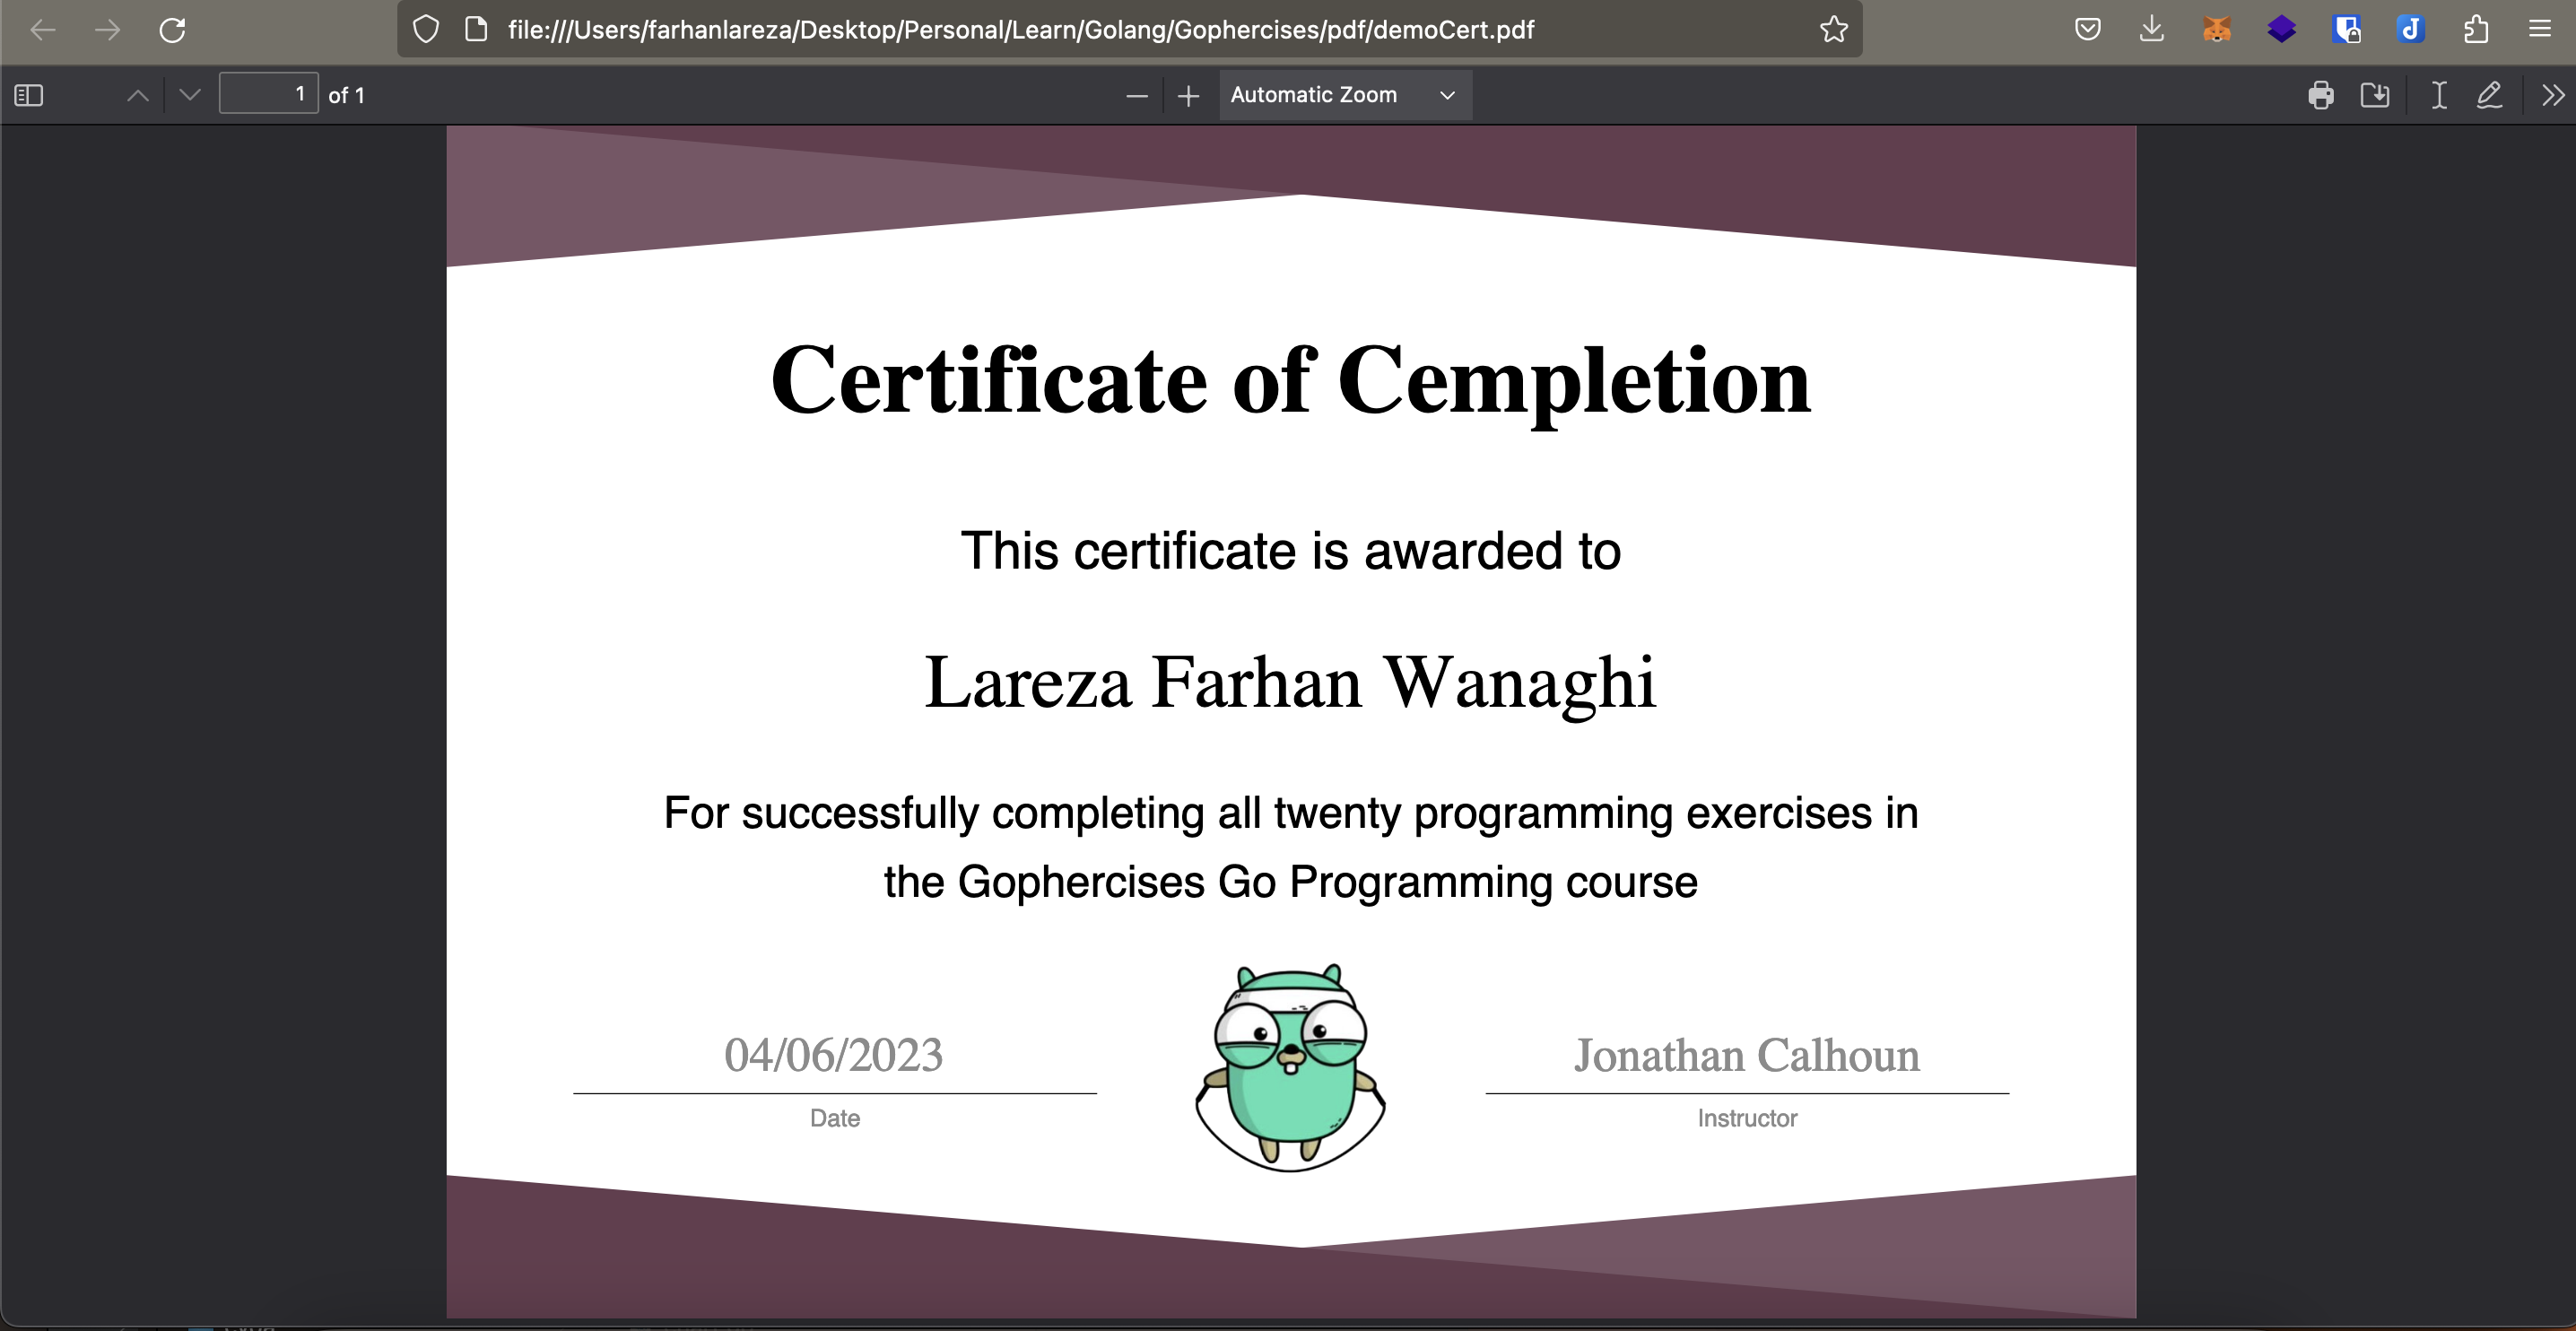 file:///Users/farhanlareza/Desktop/Personal/Learn/Golang/Gophercises/pdf/demoCert.pdf
1 of 1
Automatic Zoom
Certificate of Cempletion
This certificate is awarded to
Lareza Farhan Wanaghi
For successfully completing all twenty programming exercises in
the Gophercises Go Programming course
04/06/2023
Jonathan Calhoun
Date
Instructor